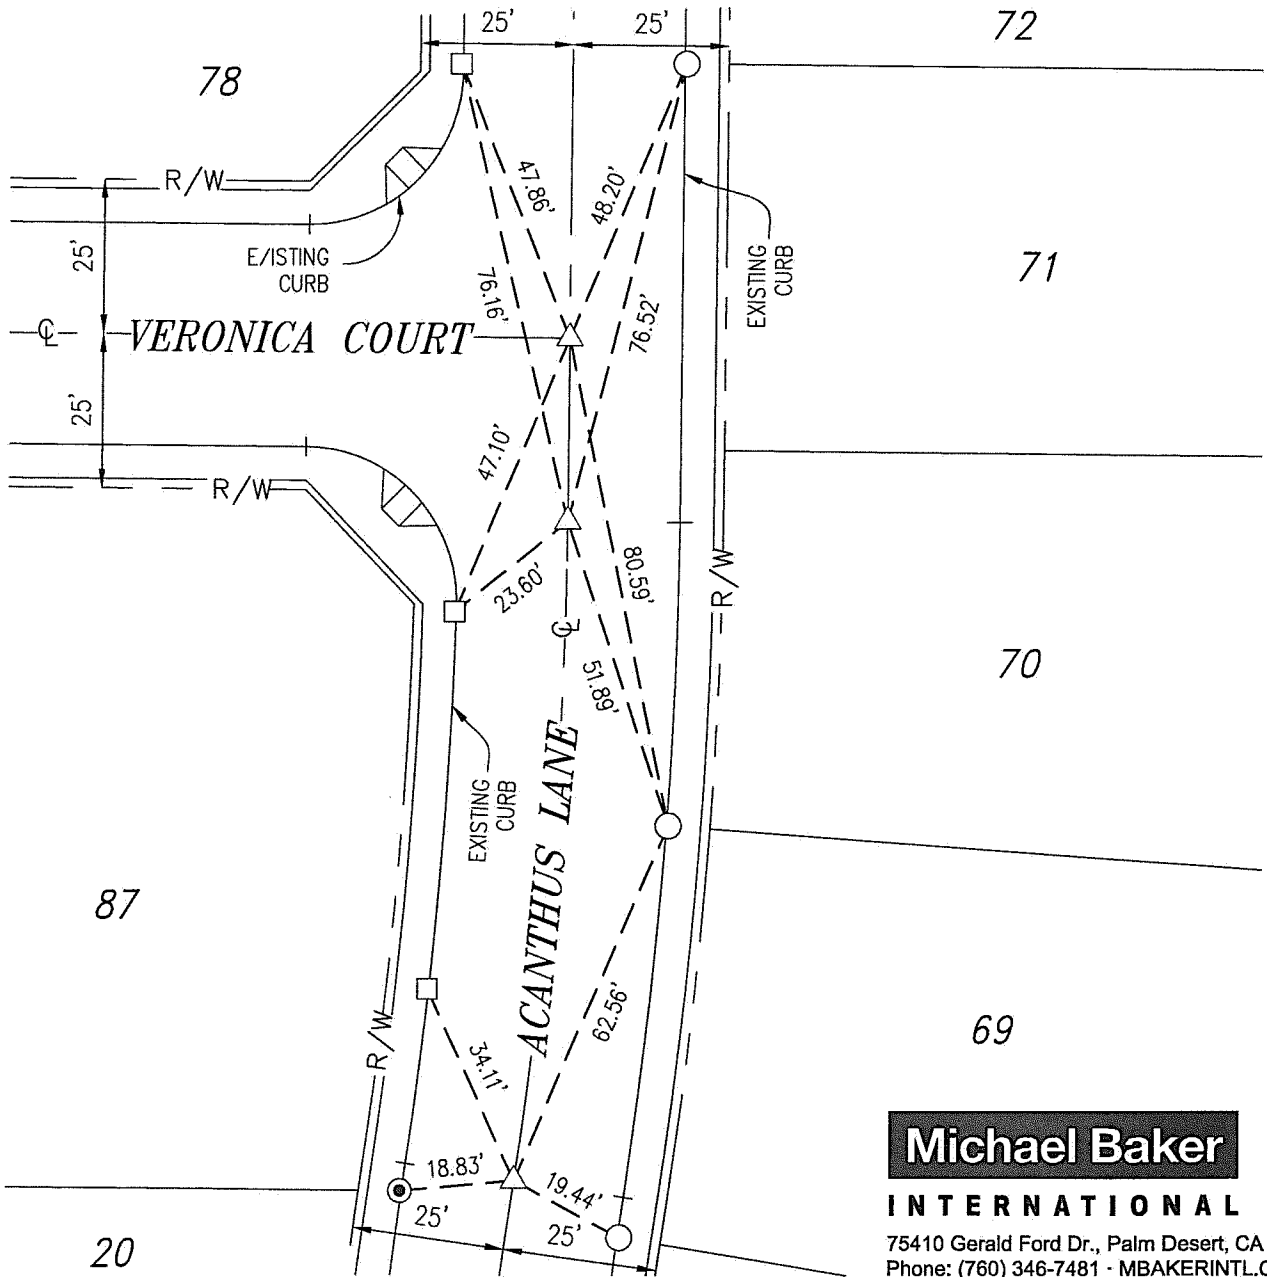 25'
25'
72
78
R/W
47.86'
48.20'
25'
E/ISTING
CURB
76.16'
76.52'
EXISTING
CURB
71
℄
VERONICA COURT
25'
47.10'
R/W
23.60'
80.59'
R/W
℄
51.89'
70
EXISTING
CURB
ACANTHUS LANE
87
62.56'
R/W
34.11'
69
18.83'
19.44'
25'
25'
20
Michael Baker
INTERNATIONAL
75410 Gerald Ford Dr., Palm Desert, CA
Phone: (760) 346-7481 · MBAKERINTL.C